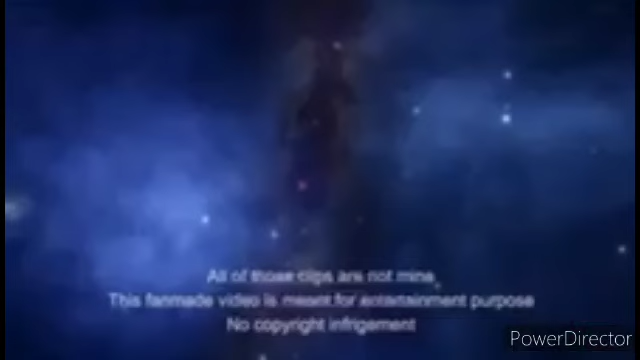 All of those clips are not mine
This fanmade video is meant for entertainment purpose
No copyright infrigement
PowerDirector